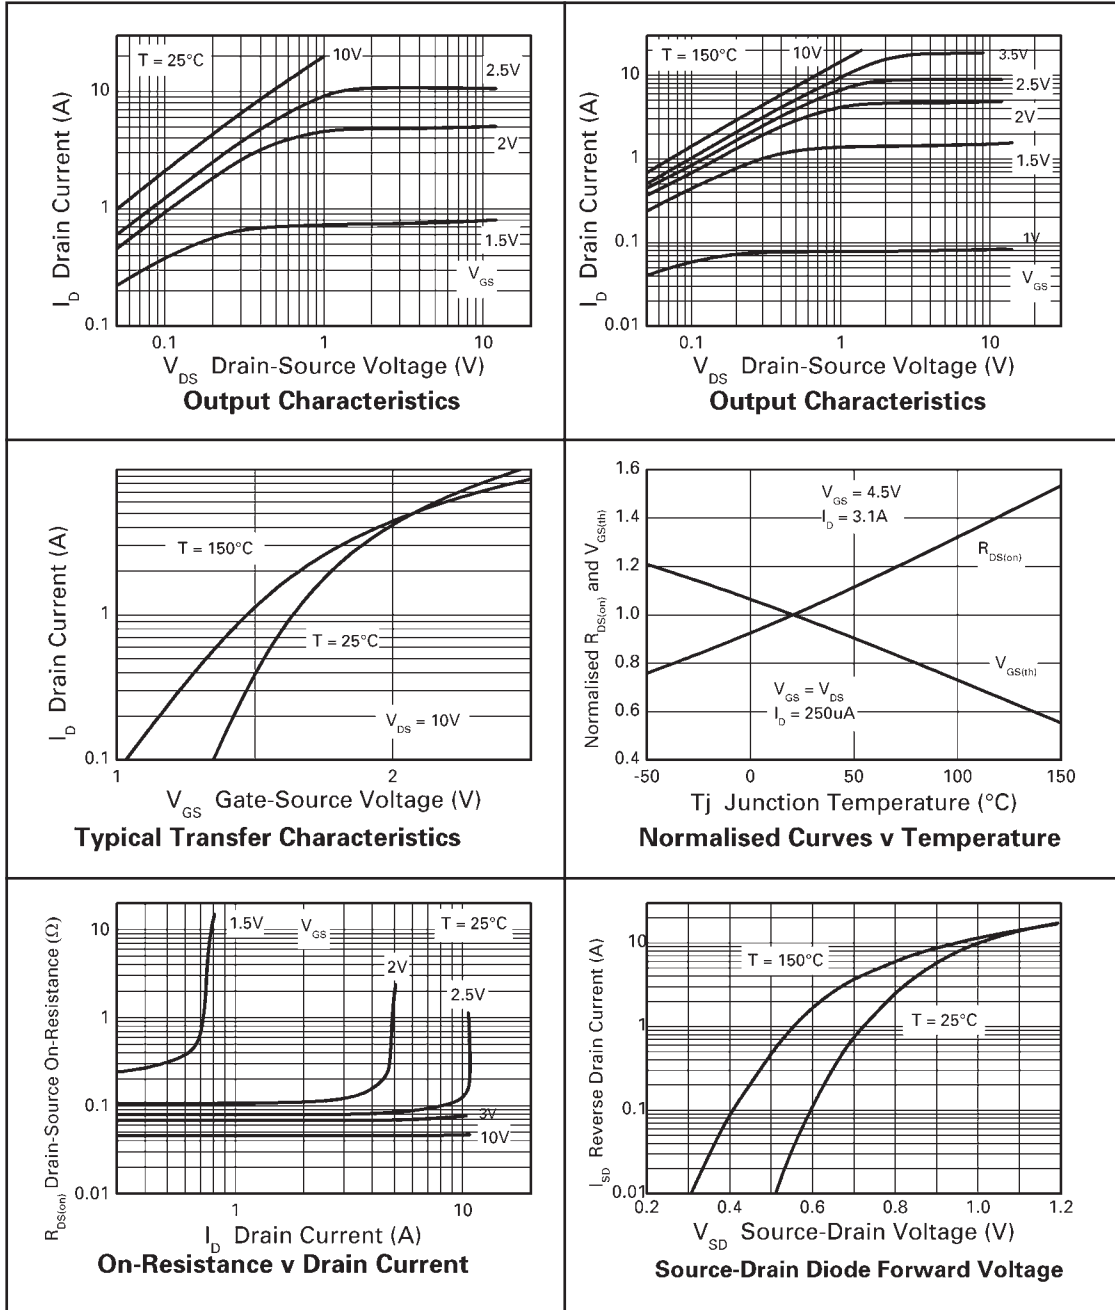 T = 25°C
10V
2.5V
2V
1.5V
V_GS
10
1
0.1
0.1
1
10
I_D Drain Current (A)
V_DS Drain-Source Voltage (V)
Output Characteristics
T = 150°C
10V
3.5V
2.5V
2V
1.5V
1V
V_GS
10
1
0.1
0.01
0.1
1
10
I_D Drain Current (A)
V_DS Drain-Source Voltage (V)
Output Characteristics
T = 150°C
T = 25°C
V_DS = 10V
1
0.1
1
2
I_D Drain Current (A)
V_GS Gate-Source Voltage (V)
Typical Transfer Characteristics
1.6
1.4
1.2
1.0
0.8
0.6
0.4
V_GS = 4.5V
I_D = 3.1A
R_DS(on)
V_GS(th)
V_GS = V_DS
I_D = 250uA
-50
0
50
100
150
Normalised R_DS(on) and V_GS(th)
Tj Junction Temperature (°C)
Normalised Curves v Temperature
1.5V
V_GS
T = 25°C
2V
2.5V
3V
10V
10
1
0.1
0.01
1
10
R_DS(on) Drain-Source On-Resistance (Ω)
I_D Drain Current (A)
On-Resistance v Drain Current
T = 150°C
T = 25°C
10
1
0.1
0.01
0.2
0.4
0.6
0.8
1.0
1.2
I_SD Reverse Drain Current (A)
V_SD Source-Drain Voltage (V)
Source-Drain Diode Forward Voltage